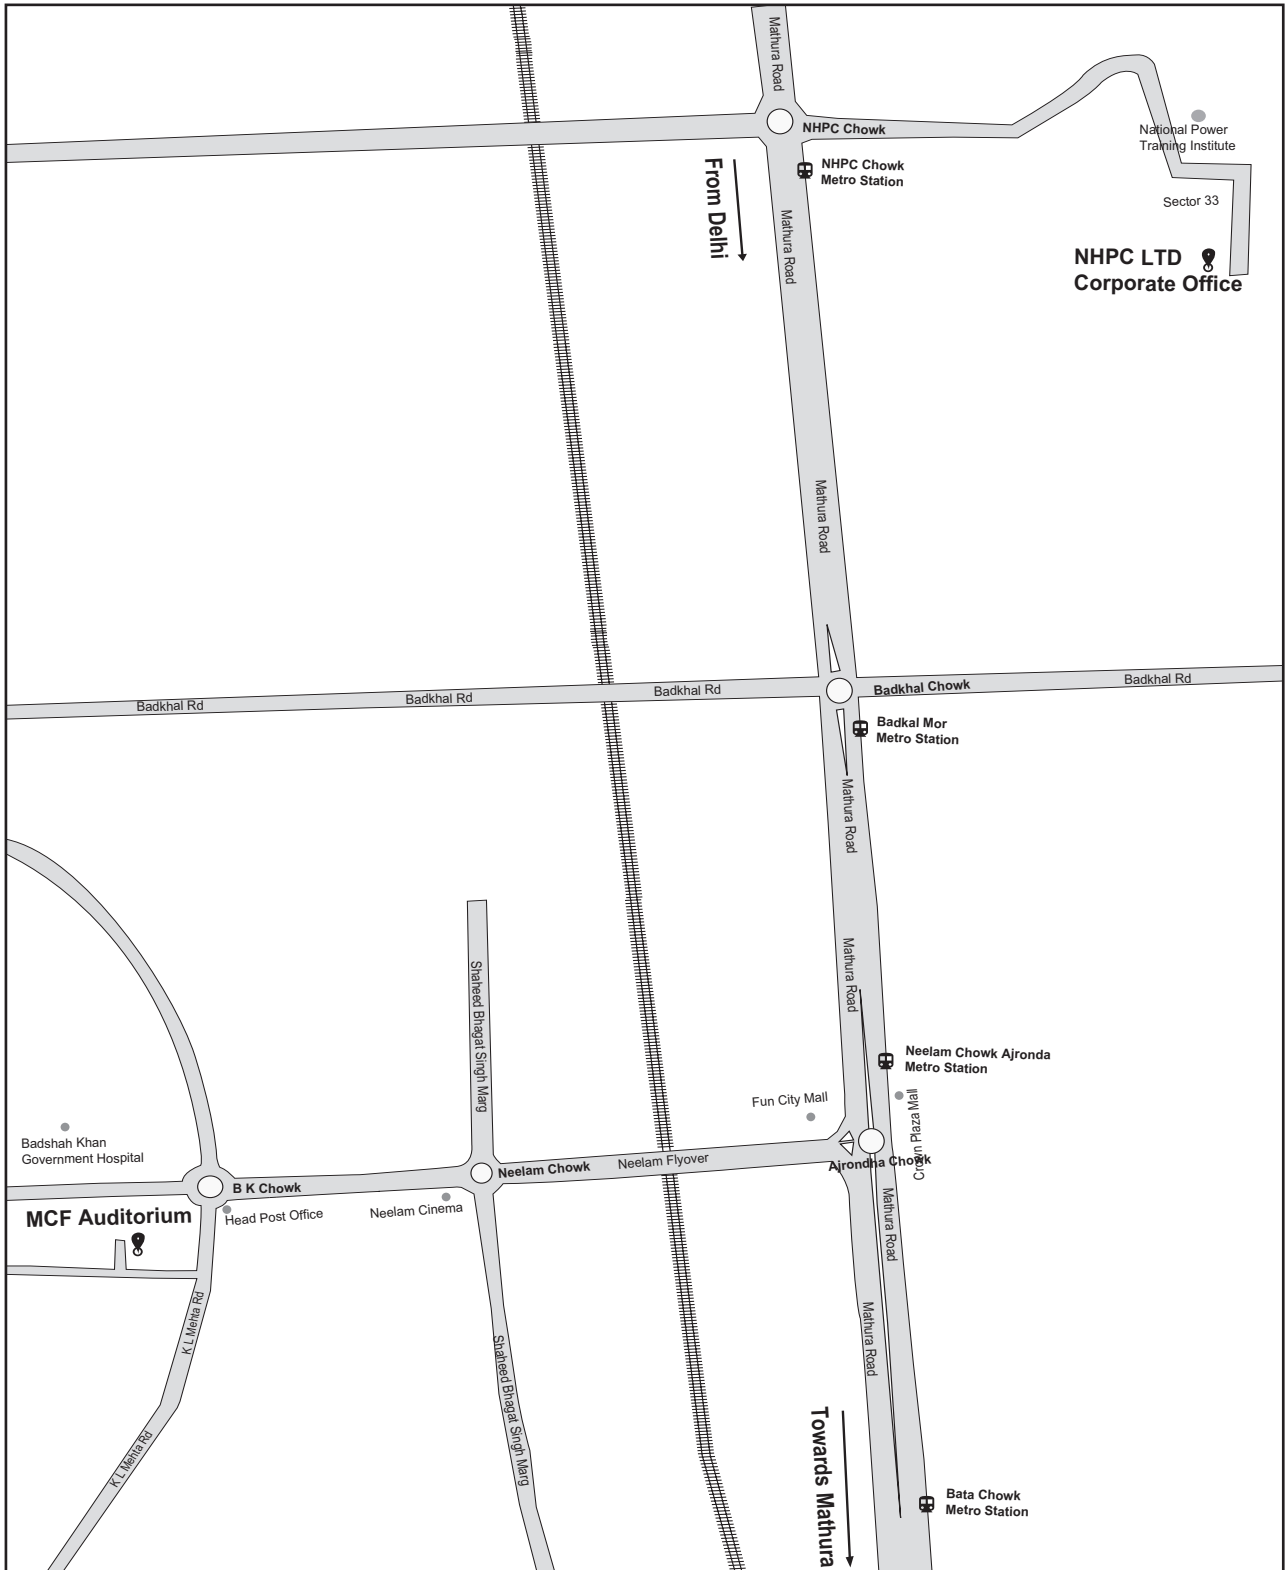 Mathura Road
NHPC Chowk
National Power
Training Institute
NHPC Chowk
Metro Station
From Delhi
Sector 33
Mathura Road
NHPC LTD
Corporate Office
Mathura Road
Badkhal Rd
Badkhal Rd
Badkhal Rd
Badkhal Chowk
Badkhal Rd
Badkal Mor
Metro Station
Mathura Road
Mathura Road
Shaheed Bhagat Singh Marg
Neelam Chowk Ajronda
Metro Station
Fun City Mall
Crown Plaza Mall
Badshah Khan
Government Hospital
Neelam Chowk
Neelam Flyover
Ajrondha Chowk
B K Chowk
MCF Auditorium
Head Post Office
Neelam Cinema
Mathura Road
K L Mehta Rd
Mathura Road
Shaheed Bhagat Singh Marg
K L Mehta Rd
Towards Mathura
Bata Chowk
Metro Station